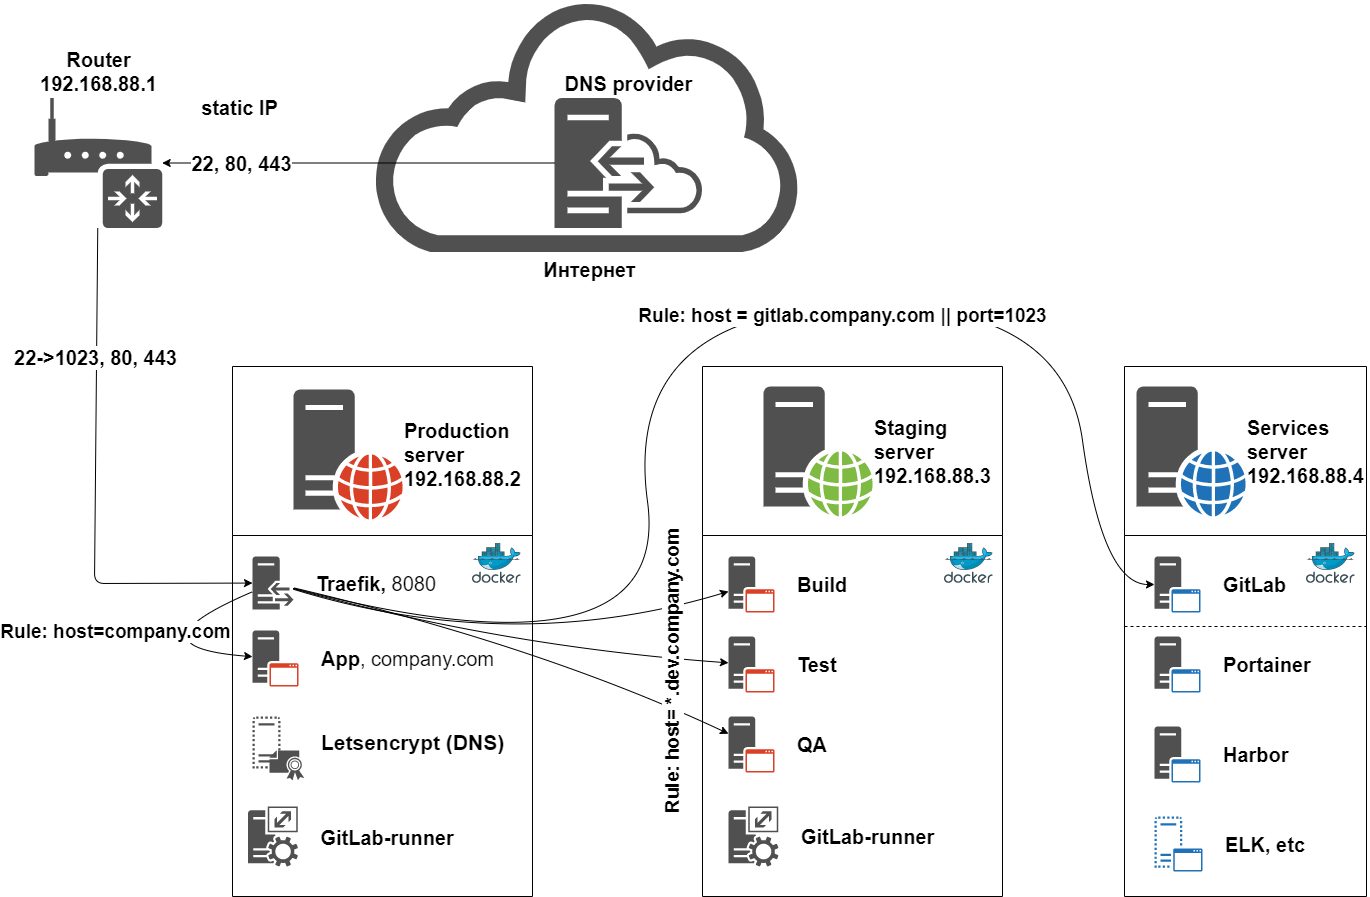 Router
192.168.88.1
static IP
DNS provider
22, 80, 443
Интернет
Rule: host = gitlab.company.com || port=1023
22->1023, 80, 443
Production
server
192.168.88.2
Staging
server
192.168.88.3
Services
server
192.168.88.4
docker
Traefik, 8080
Rule: host=company.com
App, company.com
Letsencrypt (DNS)
GitLab-runner
Rule: host= *.dev.company.com
docker
Build
Test
QA
GitLab-runner
docker
GitLab
Portainer
Harbor
ELK, etc